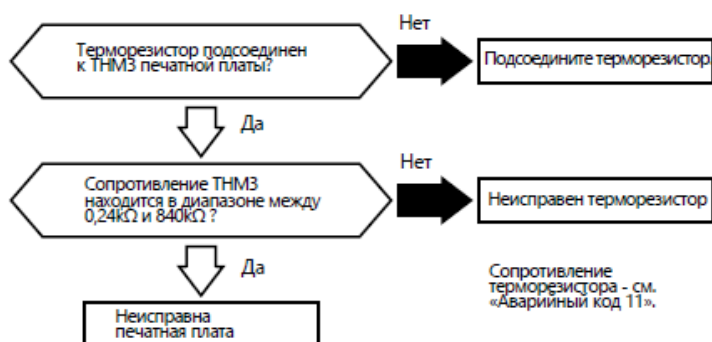 Нет
Терморезистор подсоединен
к THM3 печатной платы?
Подсоедините терморезистор.
Да
Нет
Сопротивление THM3
находится в диапазоне между
0,24kΩ и 840kΩ ?
Неисправен терморезистор
Да
Сопротивление
терморезистора - см.
«Аварийный код 11».
Неисправна
печатная плата